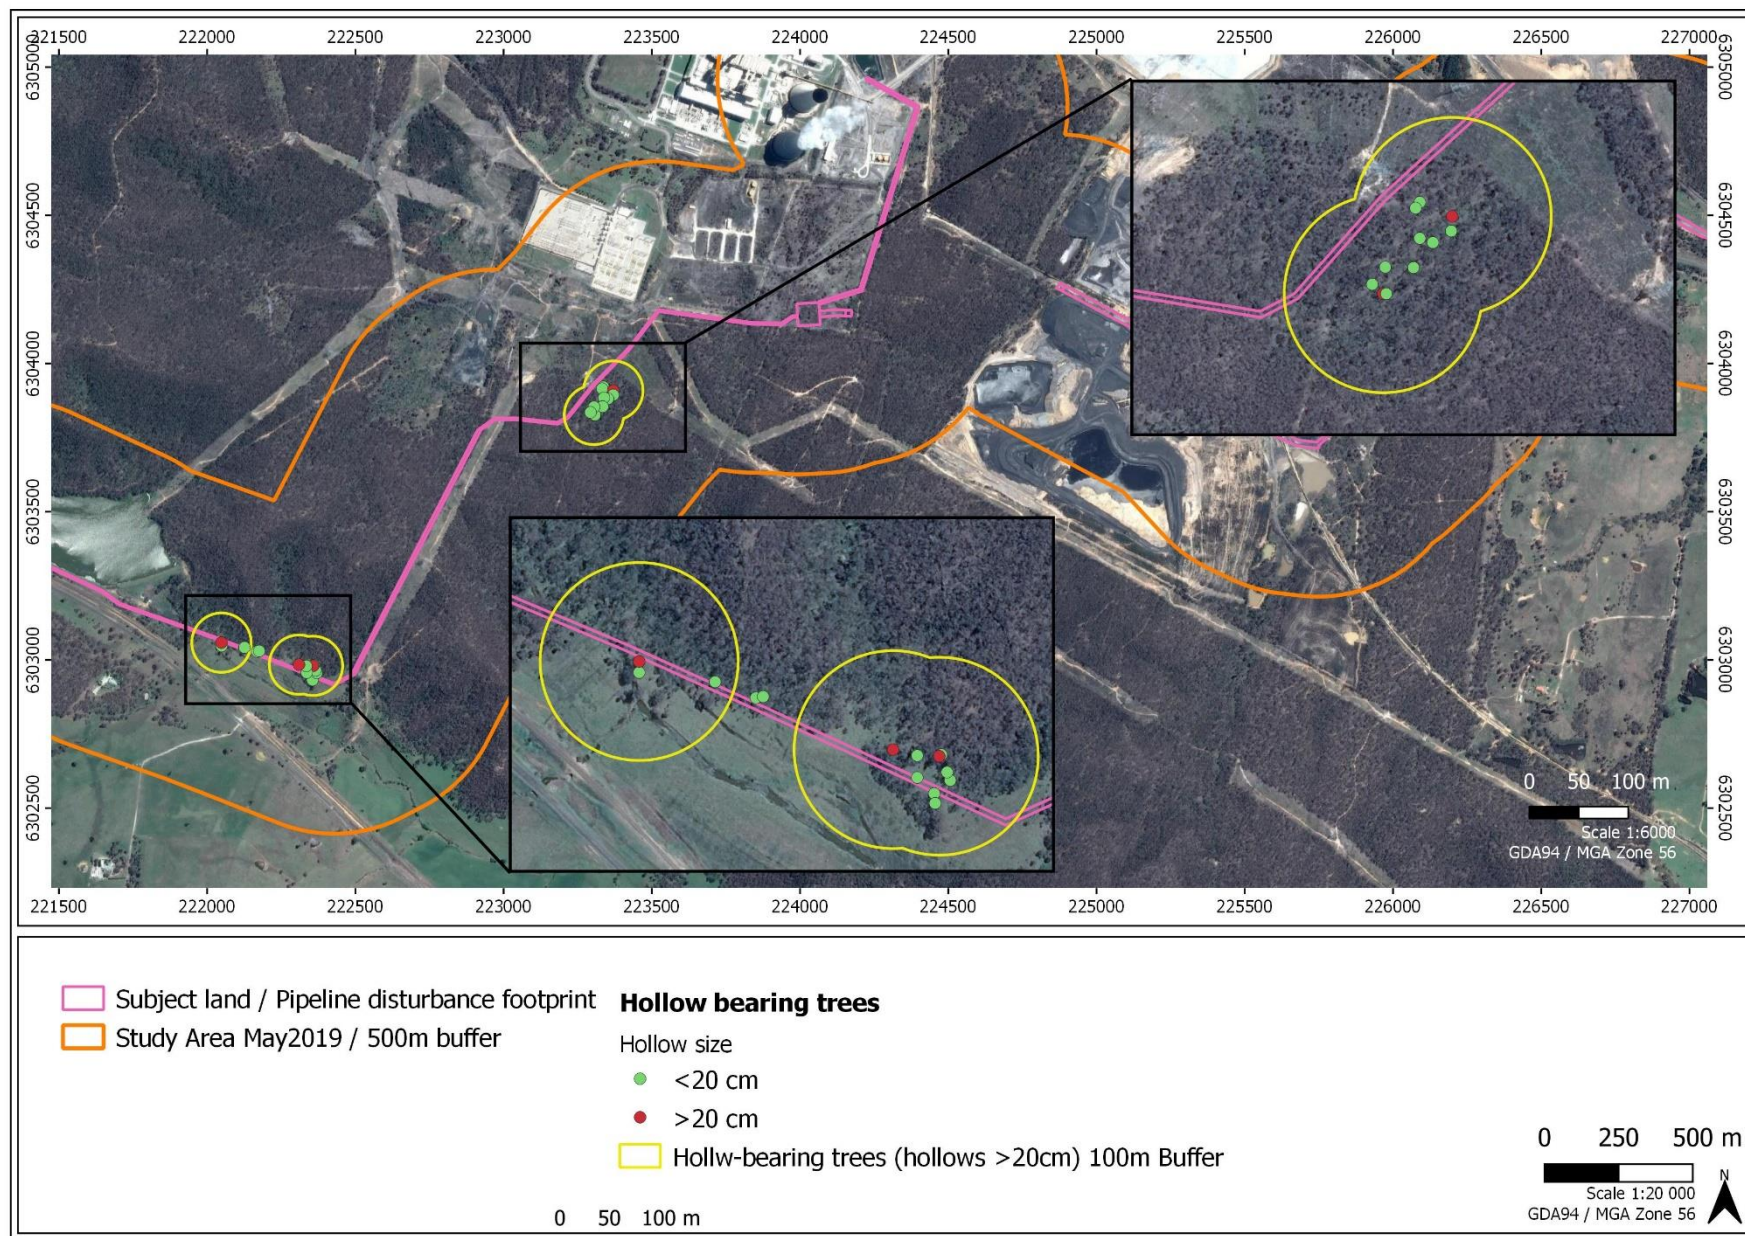 221500 222000 222500 223000 223500 224000 224500 225000 225500 226000 226500 227000
6305000 6305000
6304500 6304500
6304000 6304000
6303500 6303500
6303000 6303000
6302500 6302500
0 50 100 m
Scale 1:6000
GDA94 / MGA Zone 56
221500 222000 222500 223000 223500 224000 224500 225000 225500 226000 226500 227000
Subject land / Pipeline disturbance footprint
Study Area May2019 / 500m buffer
Hollow bearing trees
Hollow size
<20 cm
>20 cm
Hollw-bearing trees (hollows >20cm) 100m Buffer
0 50 100 m
0 250 500 m
Scale 1:20 000
GDA94 / MGA Zone 56
N